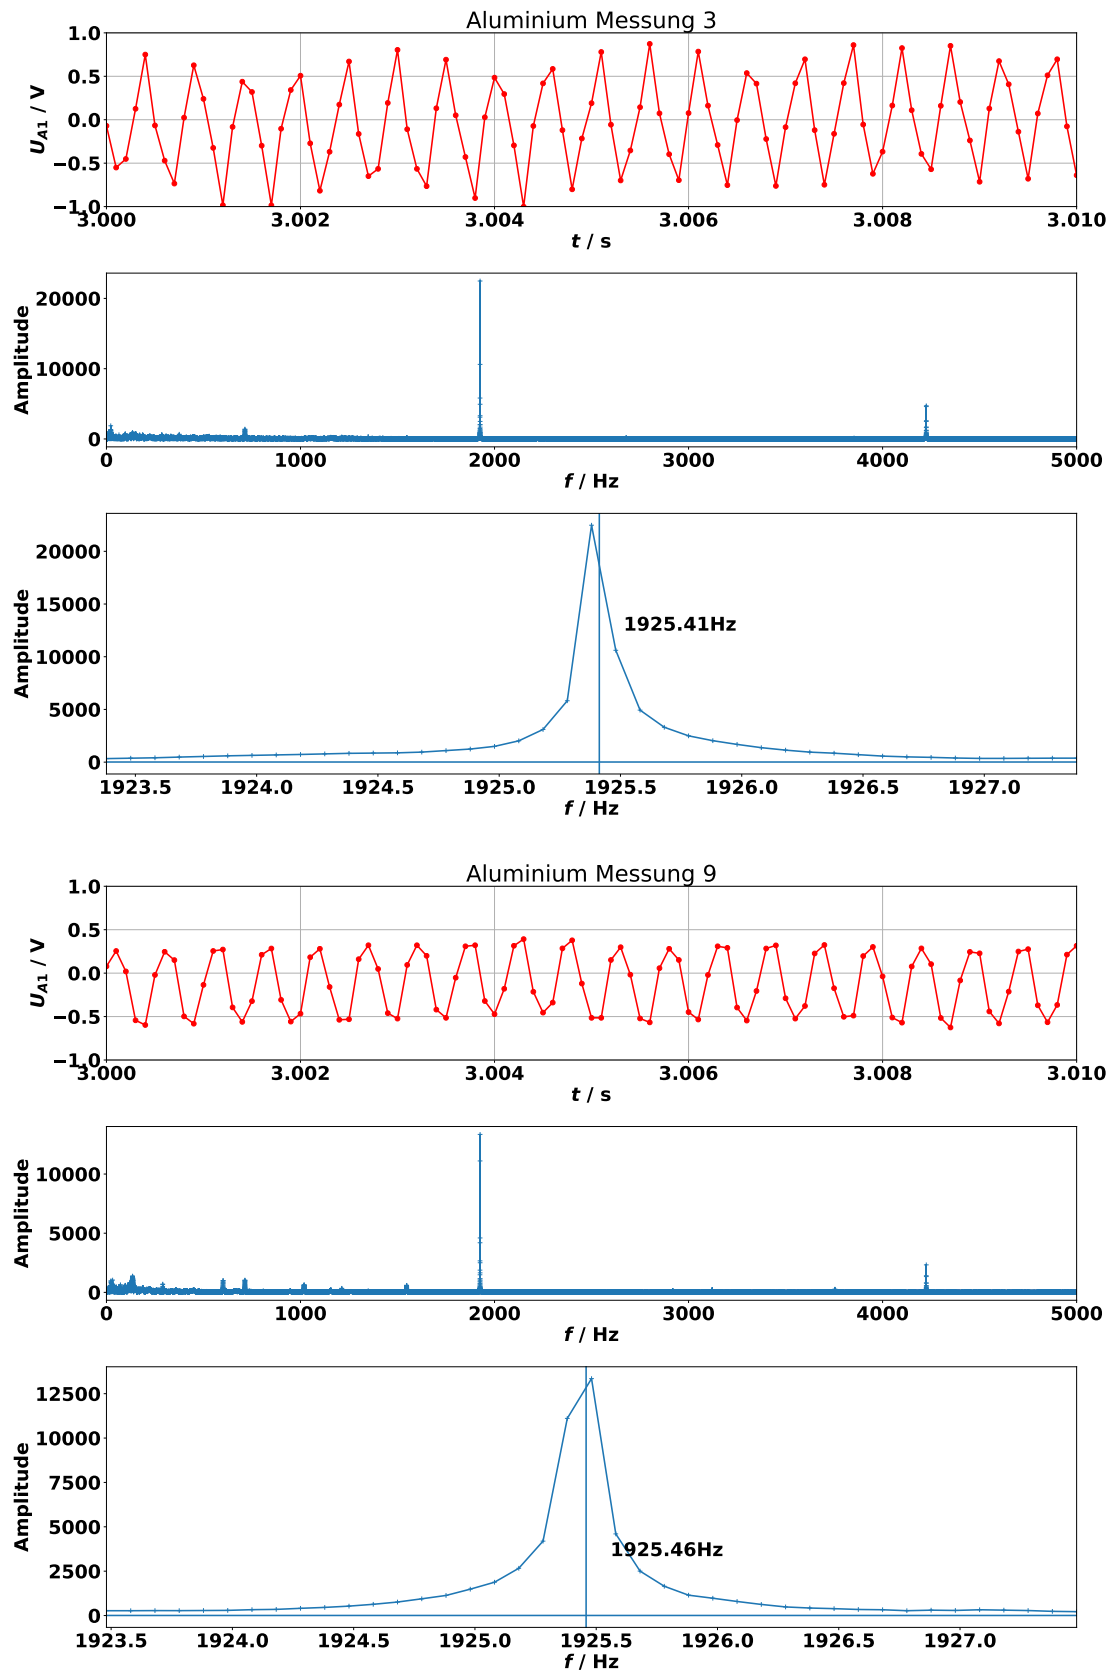 Aluminium Messung 3
1.0
0.5
0.0
−0.5
−1.0
U_A1 / V
3.000 3.002 3.004 3.006 3.008 3.010
t / s
20000
10000
0
Amplitude
0 1000 2000 3000 4000 5000
f / Hz
20000
15000
10000
5000
0
Amplitude
1925.41Hz
1923.5 1924.0 1924.5 1925.0 1925.5 1926.0 1926.5 1927.0
f / Hz
Aluminium Messung 9
1.0
0.5
0.0
−0.5
−1.0
U_A1 / V
3.000 3.002 3.004 3.006 3.008 3.010
t / s
10000
5000
0
Amplitude
0 1000 2000 3000 4000 5000
f / Hz
12500
10000
7500
5000
2500
0
Amplitude
1925.46Hz
1923.5 1924.0 1924.5 1925.0 1925.5 1926.0 1926.5 1927.0
f / Hz